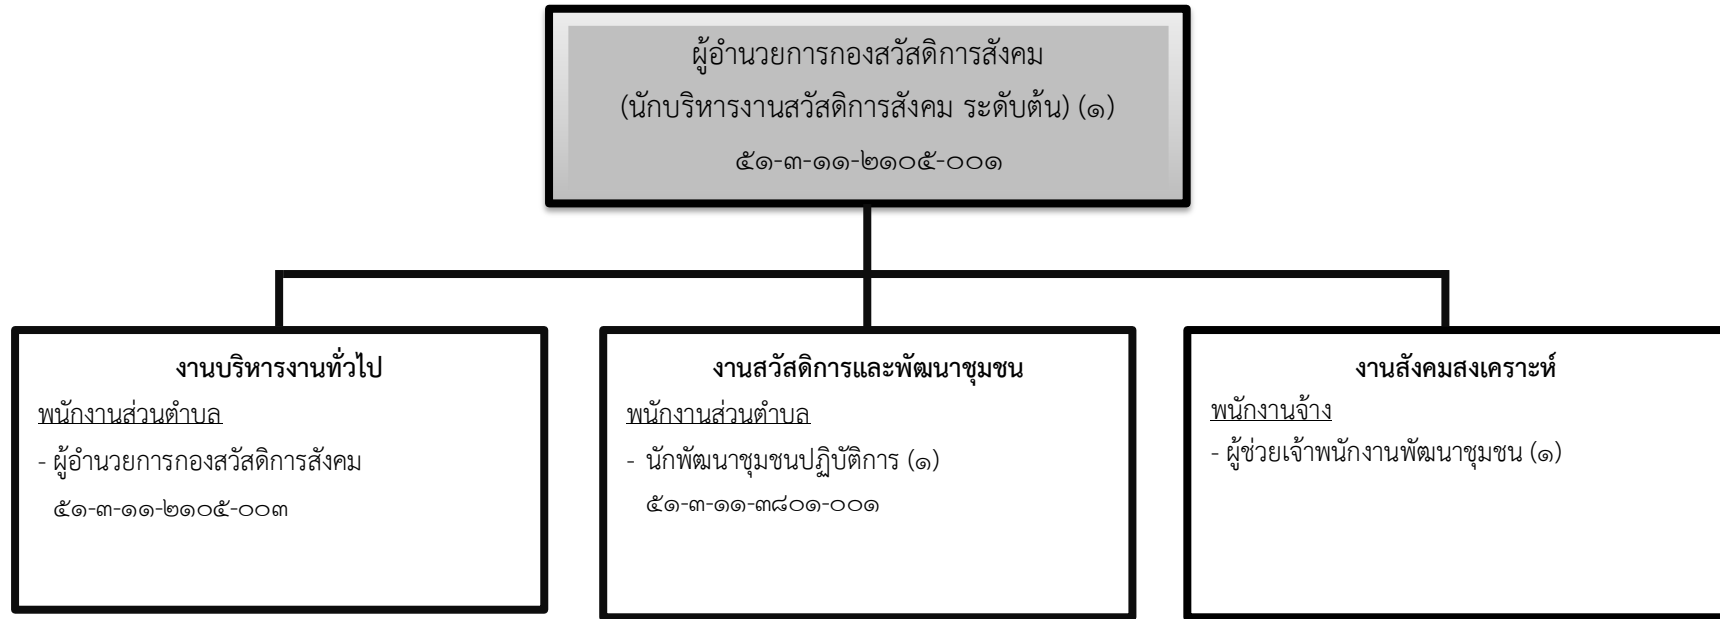 ผู้อำนวยการกองสวัสดิการสังคม
(นักบริหารงานสวัสดิการสังคม ระดับต้น) (๑)
๕๑-๓-๑๑-๒๑๐๕-๐๐๑
งานบริหารงานทั่วไป
พนักงานส่วนตำบล
- ผู้อำนวยการกองสวัสดิการสังคม
๕๑-๓-๑๑-๒๑๐๕-๐๐๓
งานสวัสดิการและพัฒนาชุมชน
พนักงานส่วนตำบล
- นักพัฒนาชุมชนปฏิบัติการ (๑)
๕๑-๓-๑๑-๓๘๐๑-๐๐๑
งานสังคมสงเคราะห์
พนักงานจ้าง
- ผู้ช่วยเจ้าพนักงานพัฒนาชุมชน (๑)